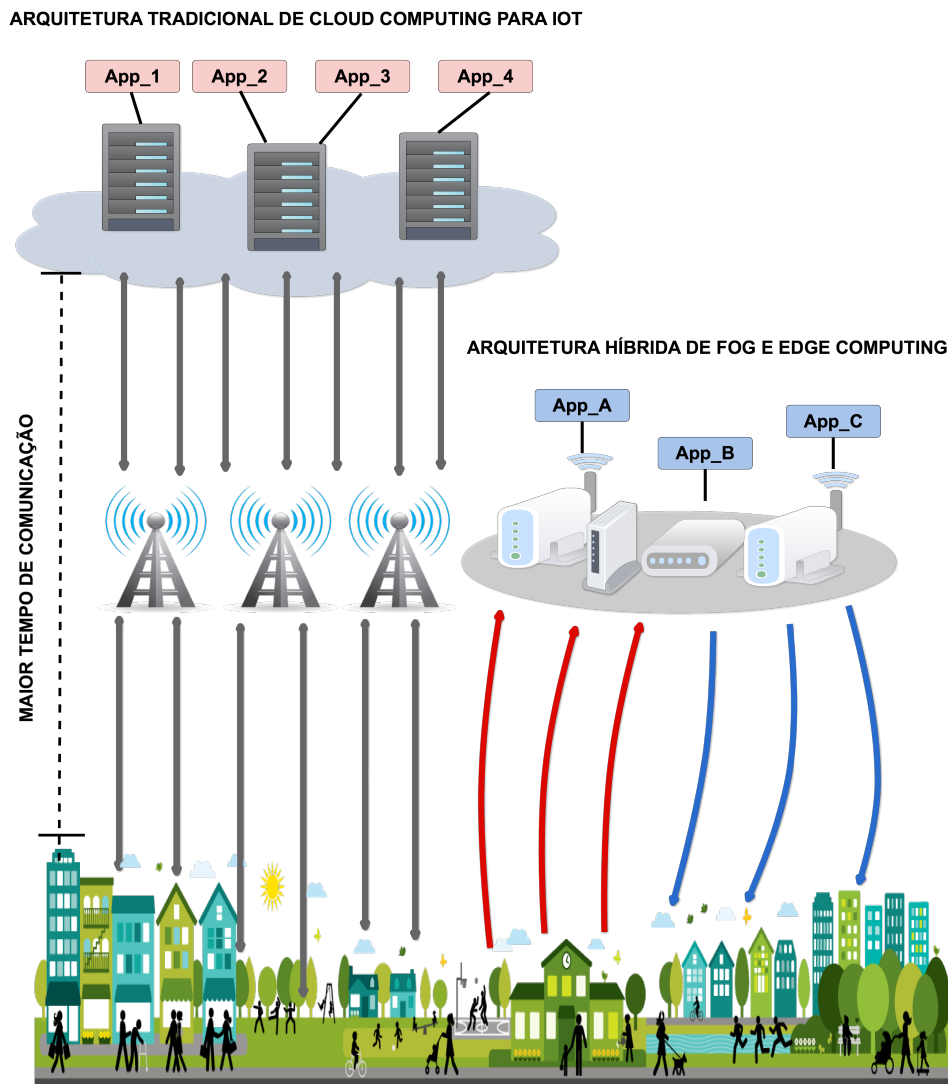 ARQUITETURA TRADICIONAL DE CLOUD COMPUTING PARA IOT
App_1
App_2
App_3
App_4
MAIOR TEMPO DE COMUNICAÇÃO
ARQUITETURA HÍBRIDA DE FOG E EDGE COMPUTING
App_A
App_B
App_C